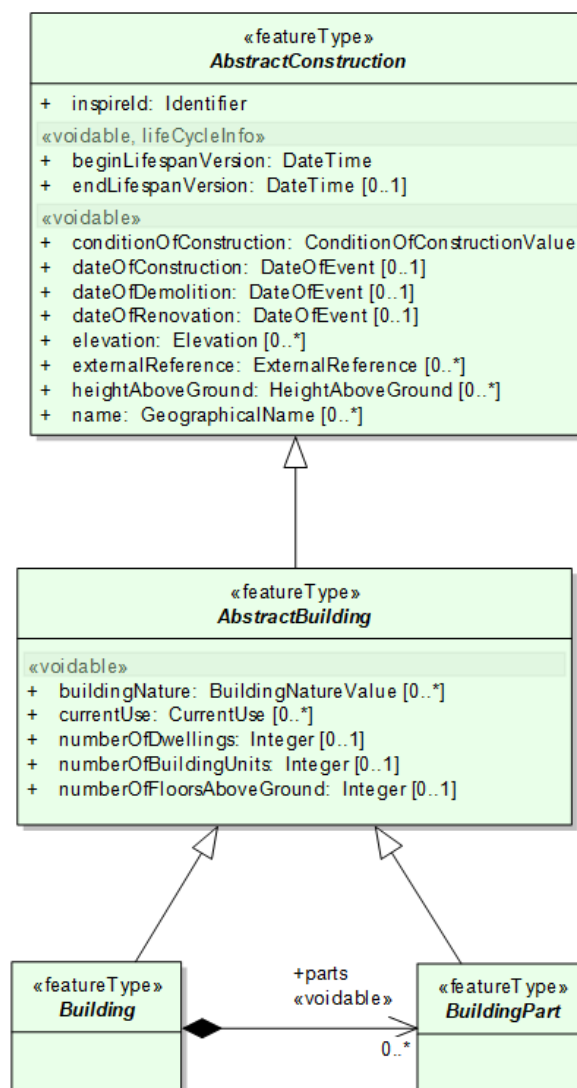 «featureType»
AbstractConstruction
+ inspireId: Identifier
«voidable, lifeCycleInfo»
+ beginLifespanVersion: DateTime
+ endLifespanVersion: DateTime [0..1]
«voidable»
+ conditionOfConstruction: ConditionOfConstructionValue
+ dateOfConstruction: DateOfEvent [0..1]
+ dateOfDemolition: DateOfEvent [0..1]
+ dateOfRenovation: DateOfEvent [0..1]
+ elevation: Elevation [0..*]
+ externalReference: ExternalReference [0..*]
+ heightAboveGround: HeightAboveGround [0..*]
+ name: GeographicalName [0..*]
«featureType»
AbstractBuilding
«voidable»
+ buildingNature: BuildingNatureValue [0..*]
+ currentUse: CurrentUse [0..*]
+ numberOfDwellings: Integer [0..1]
+ numberOfBuildingUnits: Integer [0..1]
+ numberOfFloorsAboveGround: Integer [0..1]
«featureType»
Building
+parts
«voidable»
0..*
«featureType»
BuildingPart